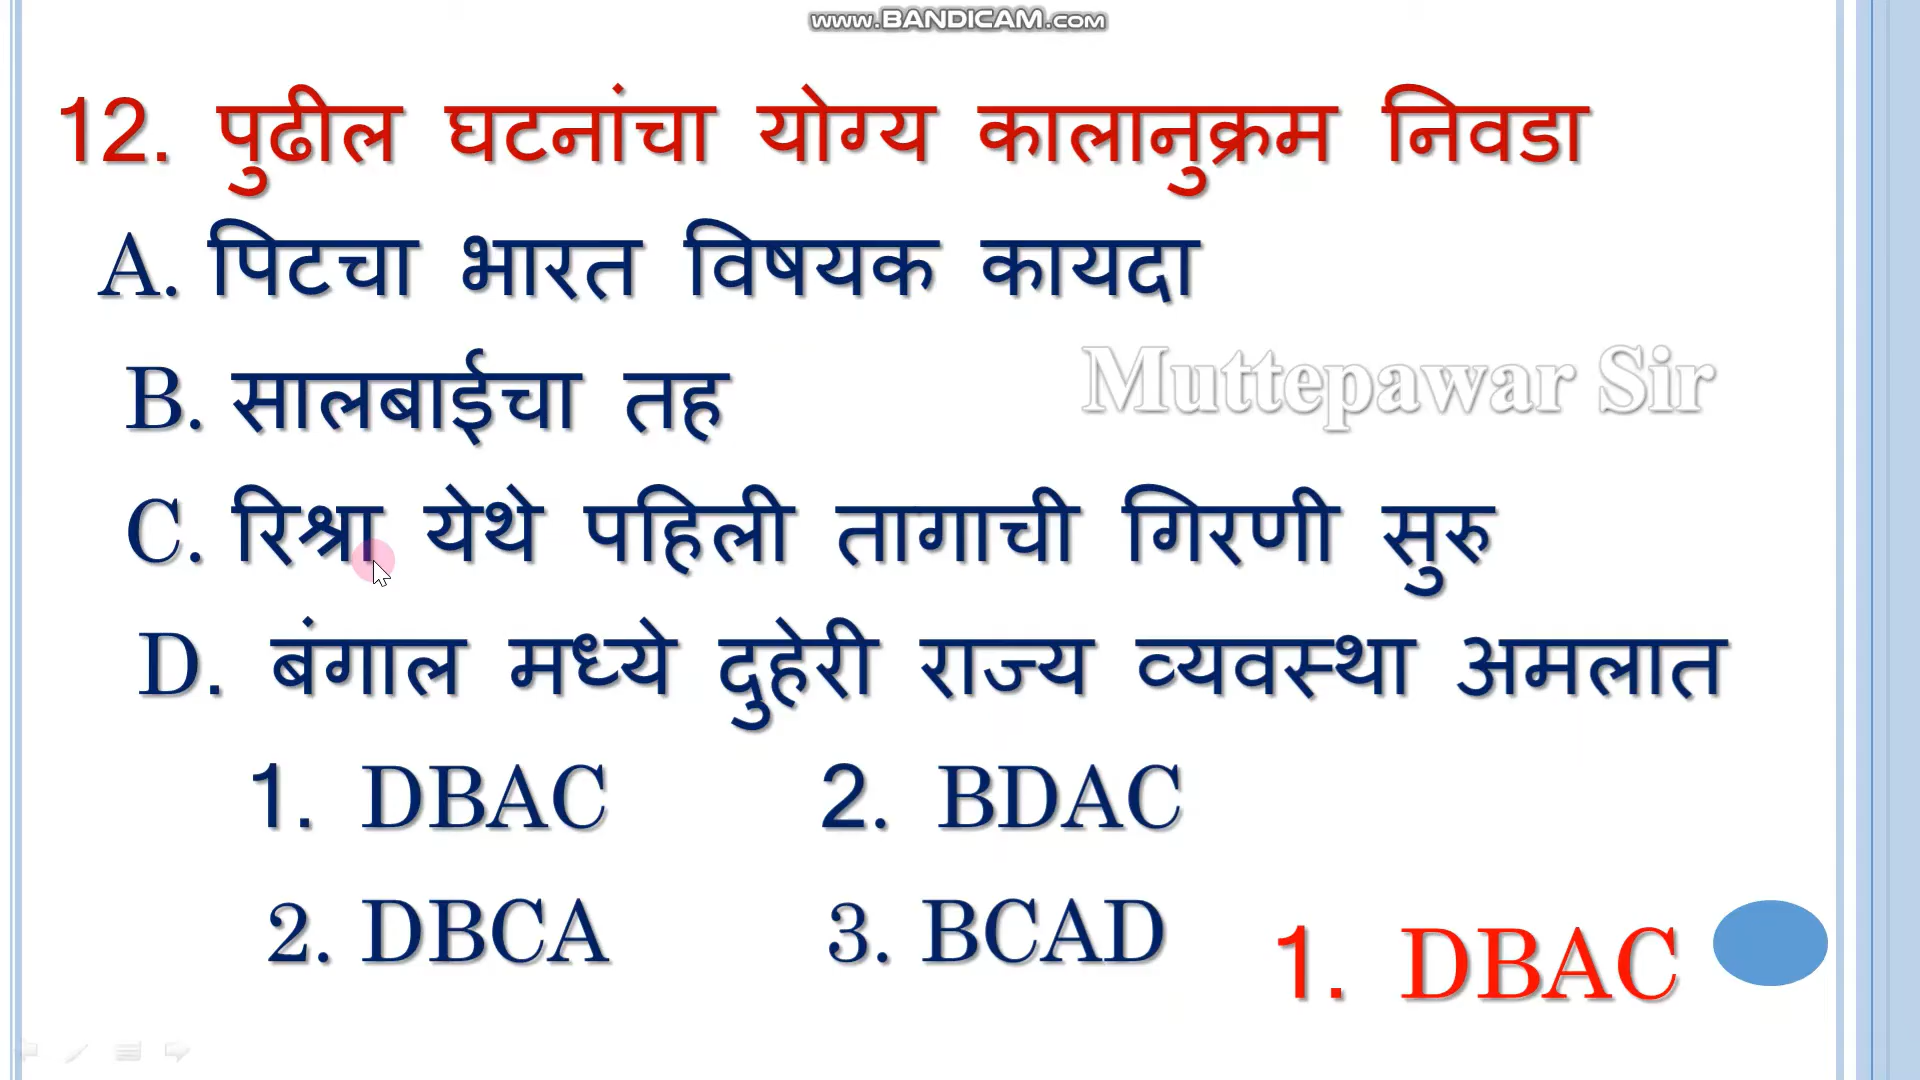 www.BANDICAM.com
12. पुढील घटनांचा योग्य कालानुक्रम निवडा
A. पिटचा भारत विषयक कायदा
B. सालबाईचा तह
Muttepawar Sir
C. रिश्रा येथे पहिली तागाची गिरणी सुरु
D. बंगाल मध्ये दुहेरी राज्य व्यवस्था अमलात
1. DBAC 2. BDAC
2. DBCA 3. BCAD
1. DBAC